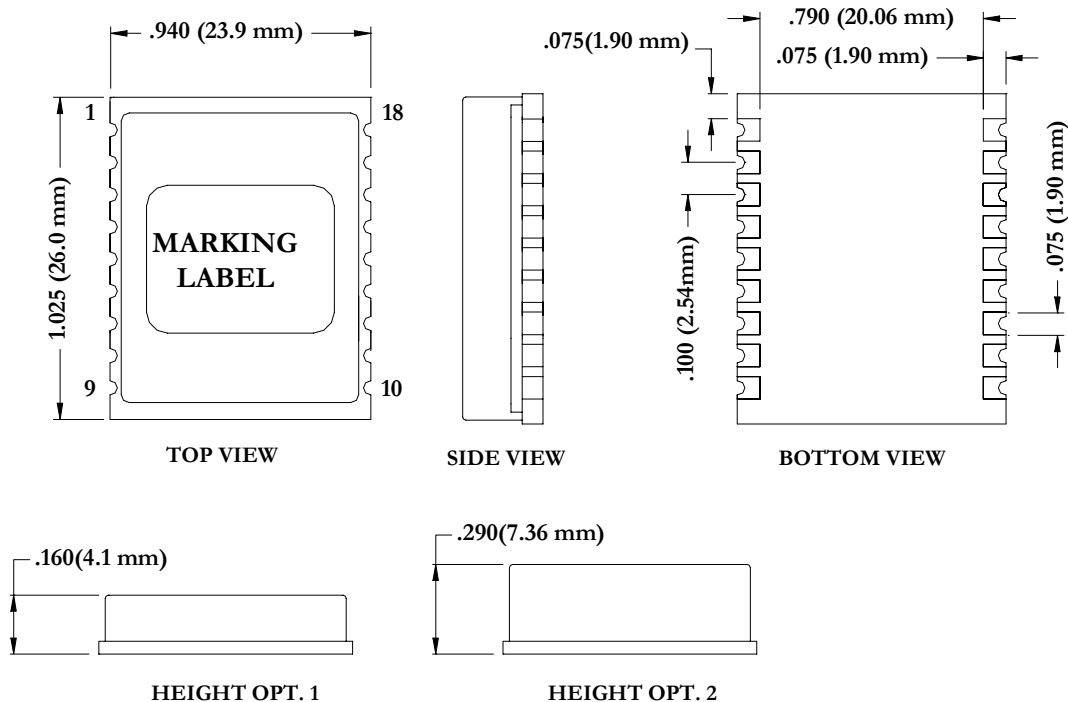 .940 (23.9 mm)
1
18
1.025 (26.0 mm)
MARKING
LABEL
9
10
TOP VIEW
SIDE VIEW
.790 (20.06 mm)
.075(1.90 mm)
.075 (1.90 mm)
.100 (2.54mm)
.075 (1.90 mm)
BOTTOM VIEW
.160(4.1 mm)
HEIGHT OPT. 1
.290(7.36 mm)
HEIGHT OPT. 2